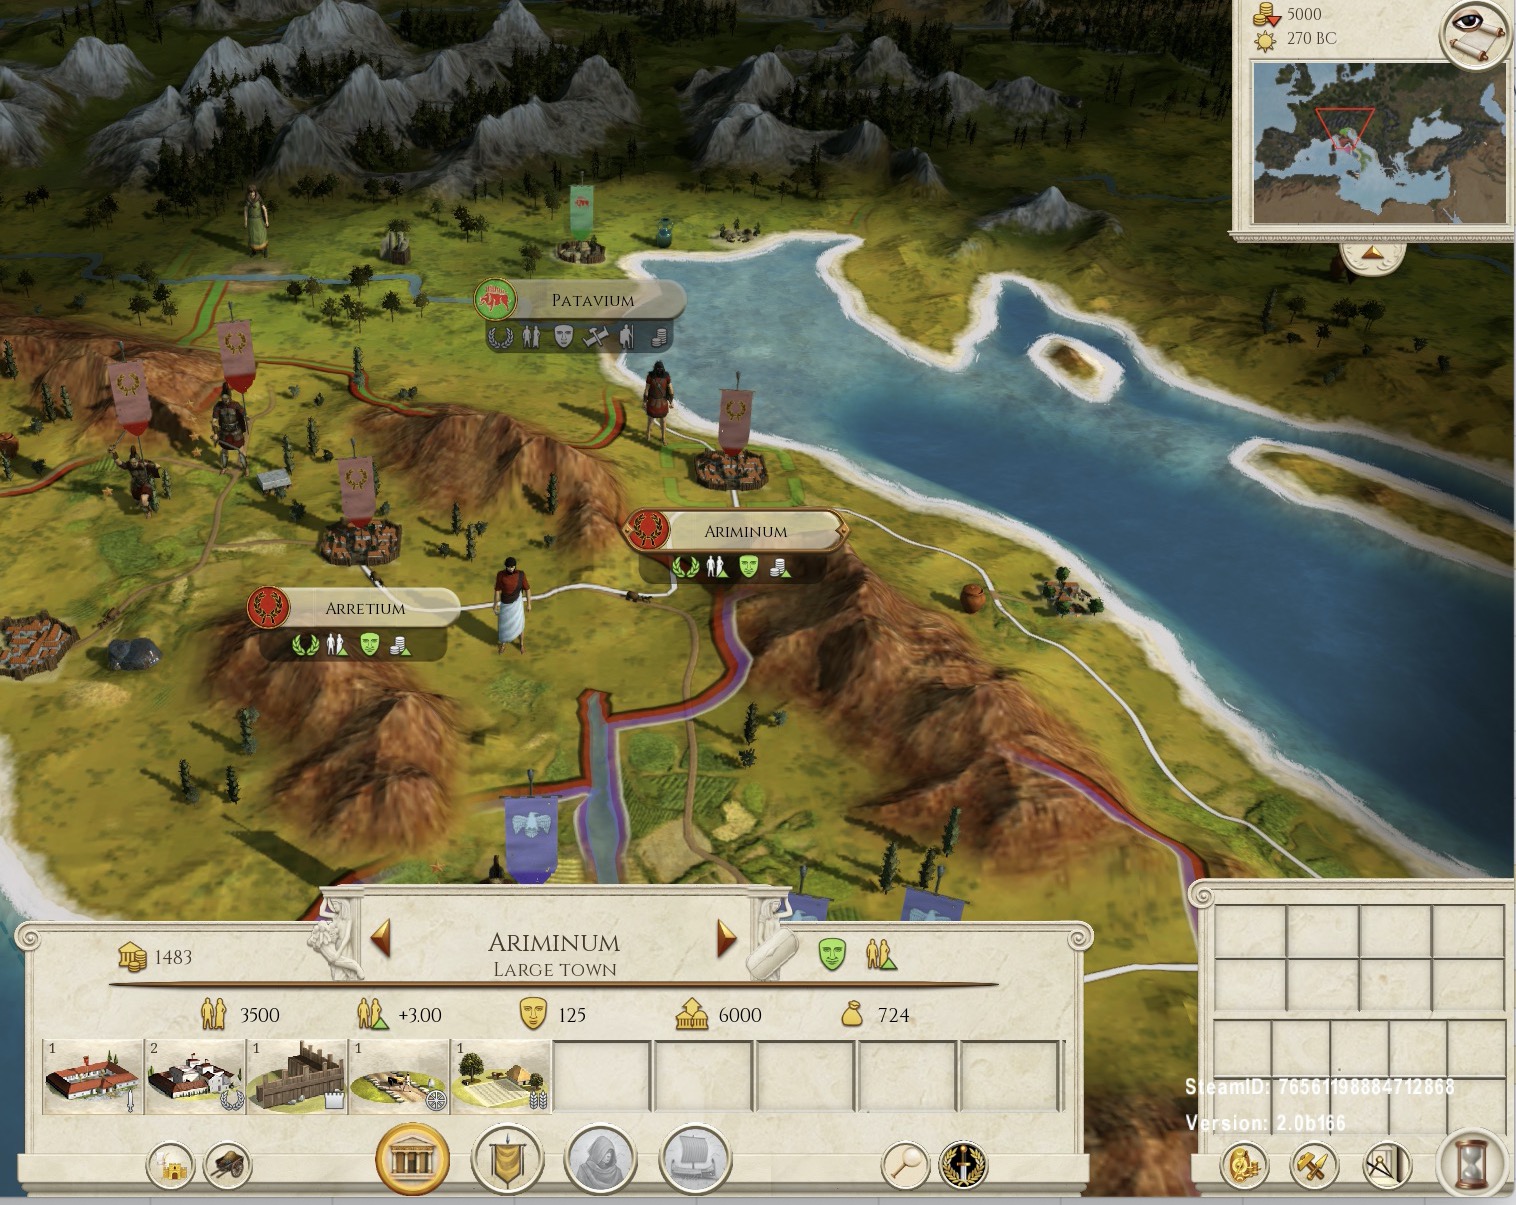 5000
270 BC
Patavium
Ariminum
Arretium
1483
Ariminum
Large town
3500
+3.00
125
6000
724
1
2
1
1
1
SteamID: 76561198884712868
Version: 2.0b166